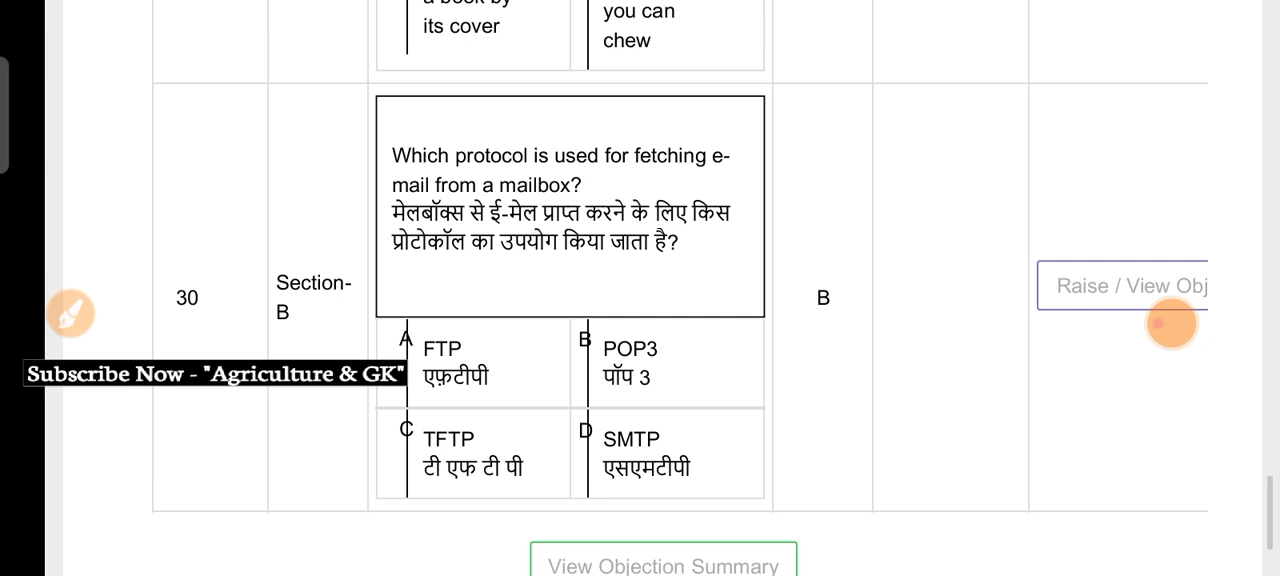 its cover
you can
chew
Which protocol is used for fetching e-
mail from a mailbox?
मेलबॉक्स से ई-मेल प्राप्त करने के लिए किस
प्रोटोकॉल का उपयोग किया जाता है?
30
Section-
B
B
Raise / View Obj
A
FTP
एफ़टीपी
B
POP3
पॉप 3
Subscribe Now - "Agriculture & GK"
C
TFTP
टी एफ टी पी
D
SMTP
एसएमटीपी
View Objection Summary